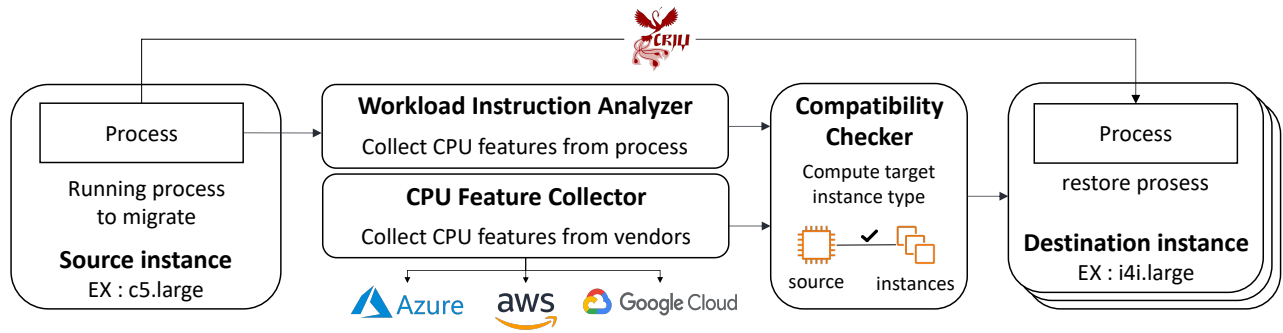 CRIU
Process
Running process
to migrate
Source instance
EX : c5.large
Workload Instruction Analyzer
Collect CPU features from process
CPU Feature Collector
Collect CPU features from vendors
Azure
aws
Google Cloud
Compatibility
Checker
Compute target
instance type
source
instances
Process
restore prosess
Destination instance
EX : i4i.large